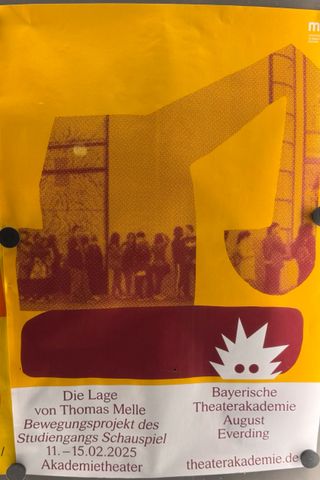 m
Die Lage
von Thomas Melle
Bewegungsprojekt des
Studiengangs Schauspiel
11. – 15.02.2025
Akademietheater
Bayerische
Theaterakademie
August
Everding
theaterakademie.de